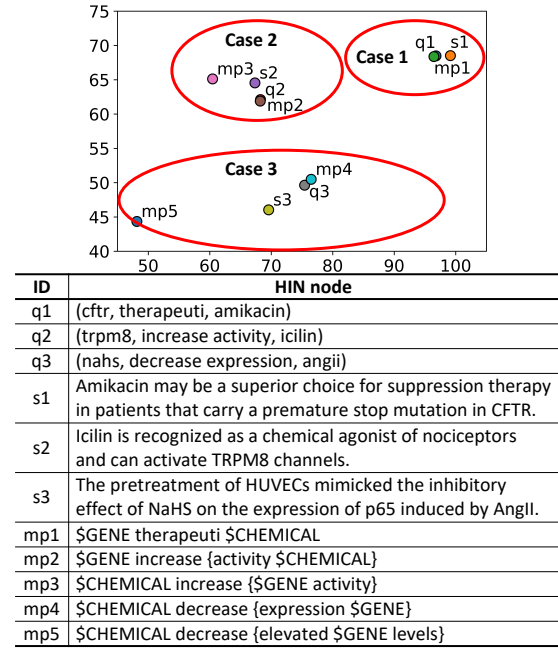 75
70
65
60
55
50
45
40
50
60
70
80
90
100
Case 2
mp3
s2
q2
mp2
Case 1
q1
s1
mp1
Case 3
mp4
q3
s3
mp5
ID HIN node
q1 (cftr, therapeuti, amikacin)
q2 (trpm8, increase activity, icilin)
q3 (nahs, decrease expression, angii)
s1 Amikacin may be a superior choice for suppression therapy
in patients that carry a premature stop mutation in CFTR.
s2 Icilin is recognized as a chemical agonist of nociceptors
and can activate TRPM8 channels.
s3 The pretreatment of HUVECs mimicked the inhibitory
effect of NaHS on the expression of p65 induced by AngII.
mp1 $GENE therapeuti $CHEMICAL
mp2 $GENE increase {activity $CHEMICAL}
mp3 $CHEMICAL increase {$GENE activity}
mp4 $CHEMICAL decrease {expression $GENE}
mp5 $CHEMICAL decrease {elevated $GENE levels}